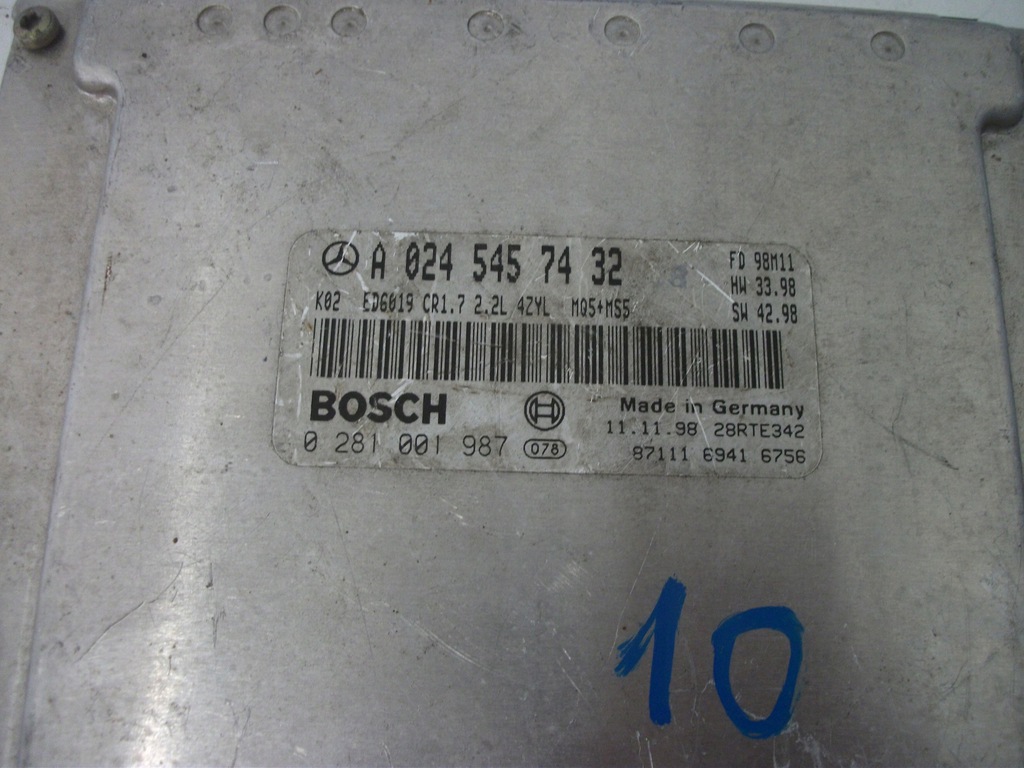 A 024 545 74 32
FD 98M11
HW 33.98
K02 EDG019 CR1.7 2.2L 4ZYL MQ5+MS5
SW 42.98
BOSCH
Made in Germany
11.11.98 28RTE342
0 281 001 987 078
87111 6941 6756
10